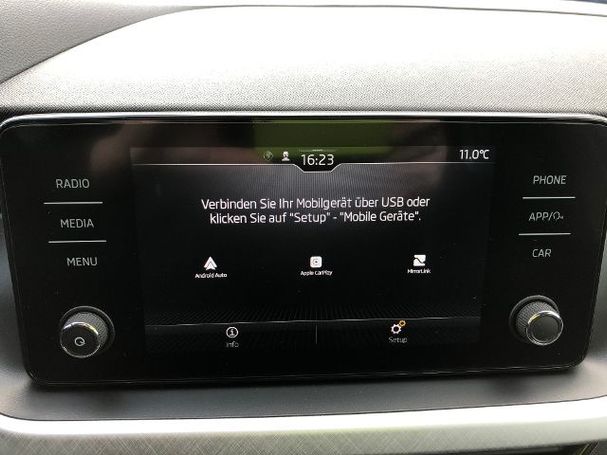 16:23
11.0°C
RADIO
MEDIA
MENU
Verbinden Sie Ihr Mobilgerät über USB oder
klicken Sie auf "Setup" - "Mobile Geräte".
Android Auto
Apple CarPlay
MirrorLink
Info
Setup
PHONE
APP/
CAR